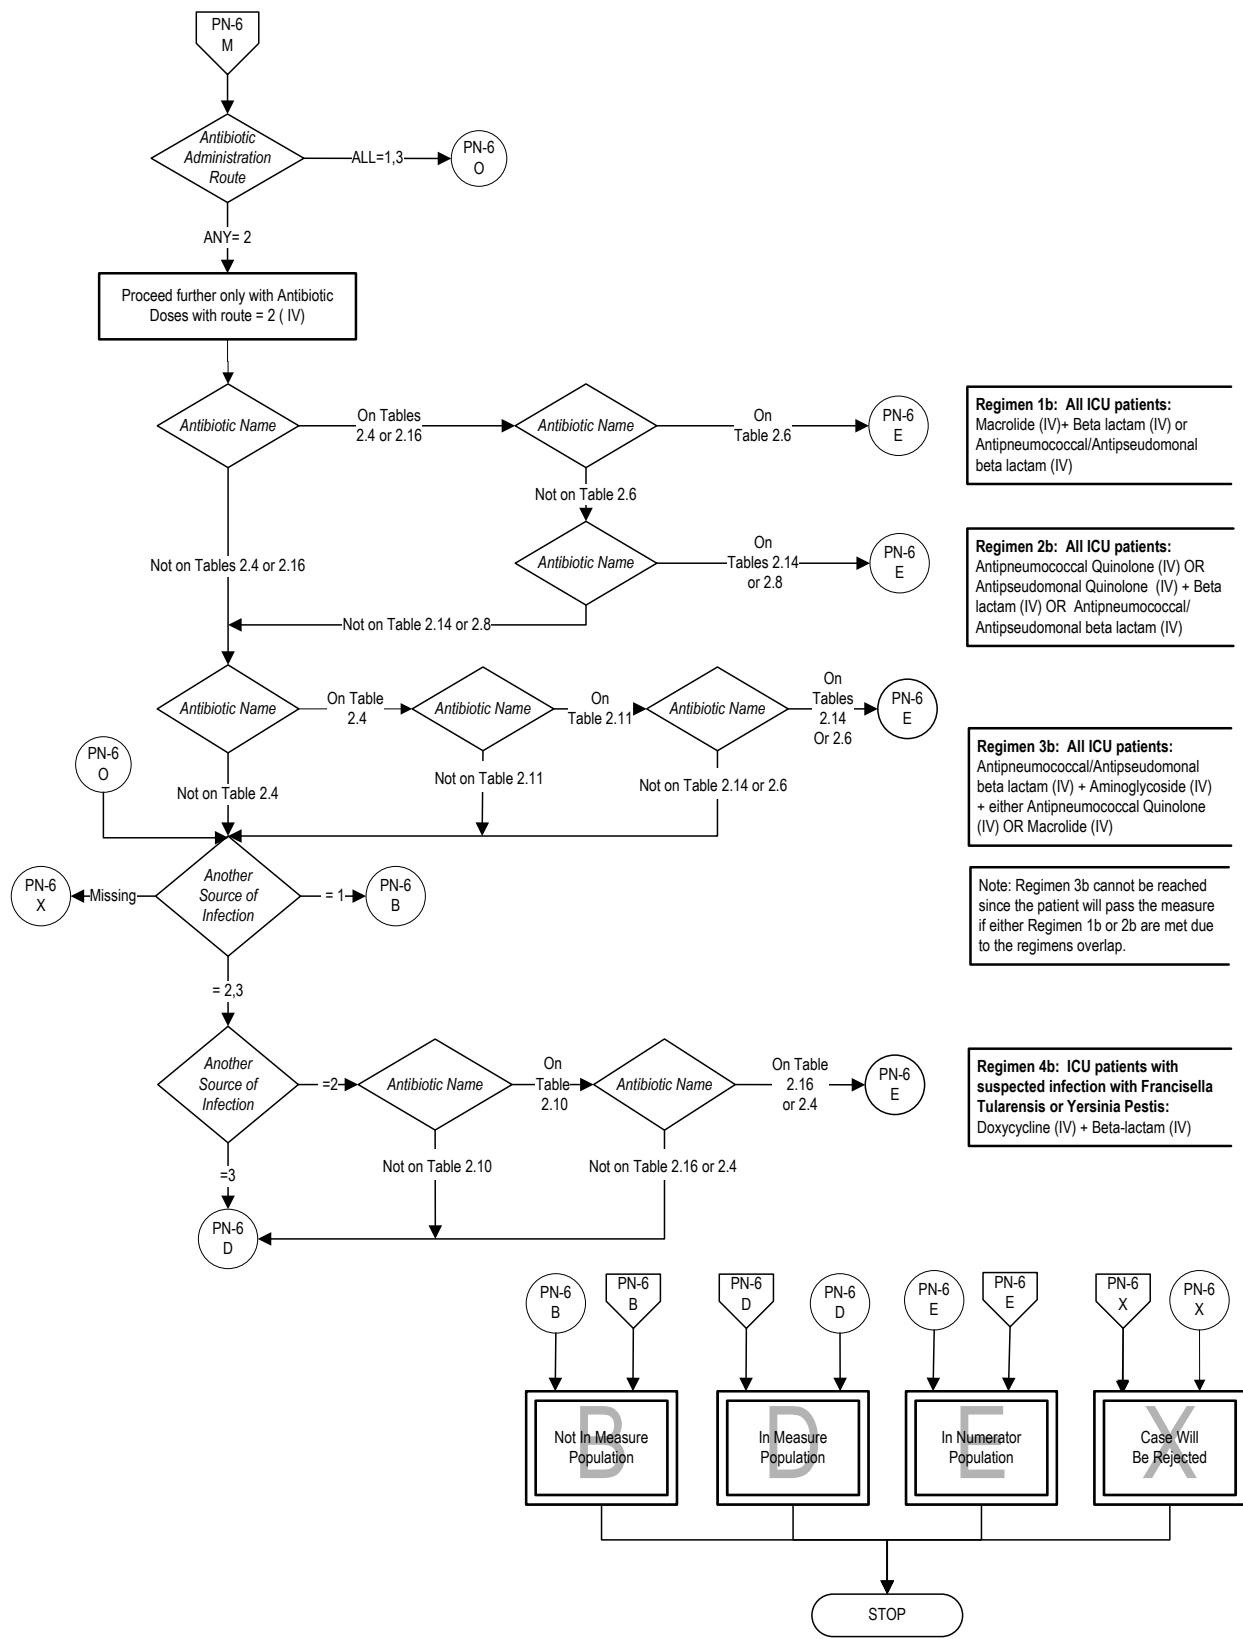 PN-6
M
Antibiotic
Administration
Route
ALL=1,3
PN-6
O
ANY= 2
Proceed further only with Antibiotic
Doses with route = 2 ( IV)
Antibiotic Name
On Tables
2.4 or 2.16
Antibiotic Name
On
Table 2.6
PN-6
E
Regimen 1b:  All ICU patients:
Macrolide (IV)+ Beta lactam (IV) or
Antipneumococcal/Antipseudomonal
beta lactam (IV)
Not on Table 2.6
Not on Tables 2.4 or 2.16
Antibiotic Name
On
Tables 2.14
or 2.8
PN-6
E
Regimen 2b:  All ICU patients:
Antipneumococcal Quinolone (IV) OR
Antipseudomonal Quinolone  (IV) + Beta
lactam (IV) OR  Antipneumococcal/
Antipseudomonal beta lactam (IV)
Not on Table 2.14 or 2.8
Antibiotic Name
On Table
2.4
Antibiotic Name
On
Table 2.11
Antibiotic Name
On
Tables
2.14
Or 2.6
PN-6
E
Regimen 3b:  All ICU patients:
Antipneumococcal/Antipseudomonal
beta lactam (IV) + Aminoglycoside (IV)
+ either Antipneumococcal Quinolone
(IV) OR Macrolide (IV)
PN-6
O
Not on Table 2.4
Not on Table 2.11
Not on Table 2.14 or 2.6
PN-6
X
Missing
Another
Source of
Infection
= 1
PN-6
B
Note: Regimen 3b cannot be reached
since the patient will pass the measure
if either Regimen 1b or 2b are met due
to the regimens overlap.
= 2,3
Another
Source of
Infection
=2
Antibiotic Name
On
Table
2.10
Antibiotic Name
On Table
2.16
or 2.4
PN-6
E
Regimen 4b:  ICU patients with
suspected infection with Francisella
Tularensis or Yersinia Pestis:
Doxycycline (IV) + Beta-lactam (IV)
=3
Not on Table 2.10
Not on Table 2.16 or 2.4
PN-6
D
PN-6
B
PN-6
B
PN-6
D
PN-6
D
PN-6
E
PN-6
E
PN-6
X
PN-6
X
B
Not In Measure
Population
D
In Measure
Population
E
In Numerator
Population
X
Case Will
Be Rejected
STOP